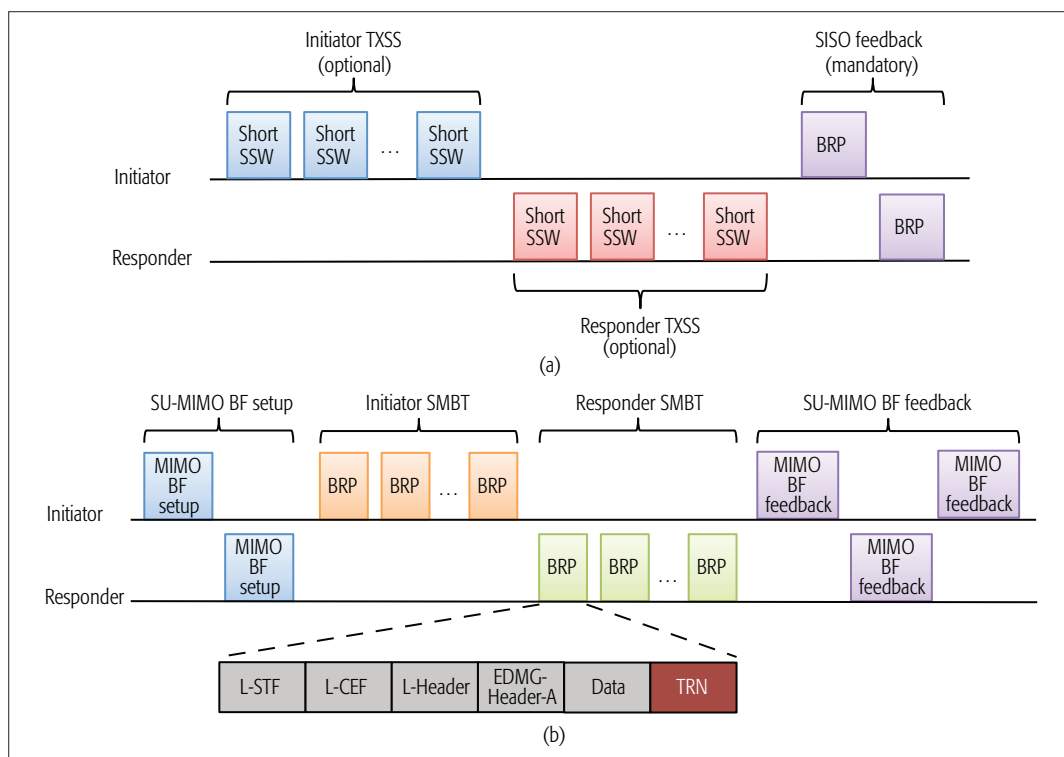 Initiator TXSS
(optional)
SISO feedback
(mandatory)
Short
SSW
Short
SSW
...
Short
SSW
BRP
Initiator
Short
SSW
Short
SSW
...
Short
SSW
BRP
Responder
Responder TXSS
(optional)
(a)
SU-MIMO BF setup
Initiator SMBT
Responder SMBT
SU-MIMO BF feedback
MIMO
BF
setup
BRP
BRP
...
BRP
MIMO
BF
feedback
MIMO
BF
feedback
Initiator
MIMO
BF
setup
BRP
BRP
...
BRP
MIMO
BF
feedback
Responder
L-STF
L-CEF
L-Header
EDMG-
Header-A
Data
TRN
(b)